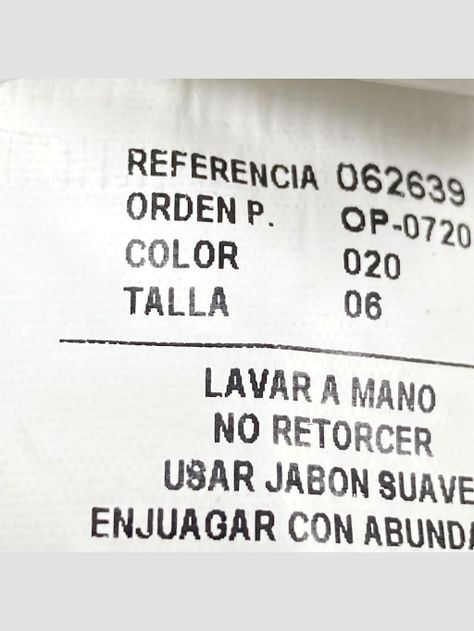 REFERENCIA 062639
ORDEN P. OP-0720
COLOR 020
TALLA 06
LAVAR A MANO
NO RETORCER
USAR JABON SUAVE
ENJUAGAR CON